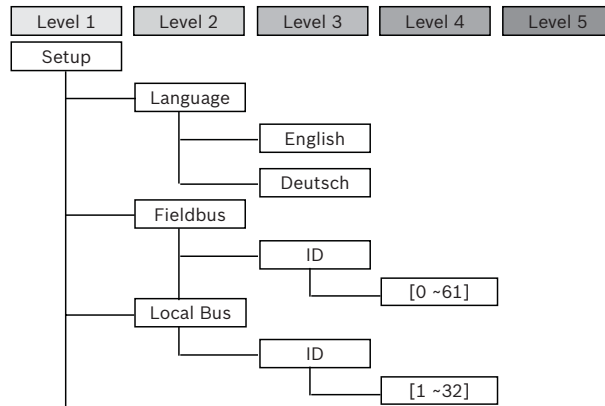 Level 1 Level 2 Level 3 Level 4 Level 5
Setup
Language
English
Deutsch
Fieldbus
ID
[0 ~61]
Local Bus
ID
[1 ~32]